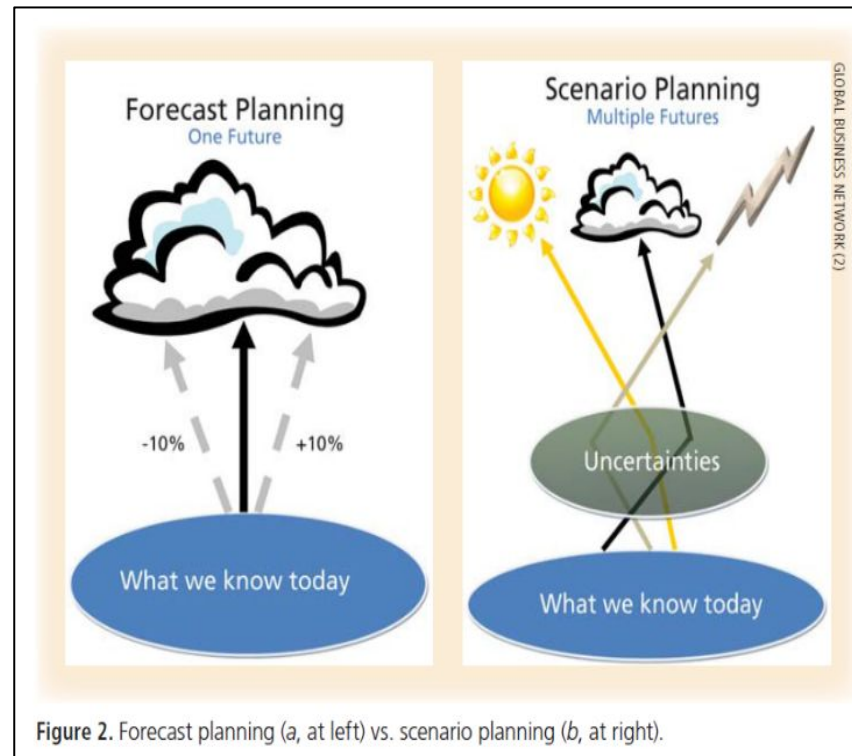 Forecast Planning
One Future
-10%
+10%
What we know today
Scenario Planning
Multiple Futures
Uncertainties
What we know today
GLOBAL BUSINESS NETWORK (2)
Figure 2. Forecast planning (a, at left) vs. scenario planning (b, at right).